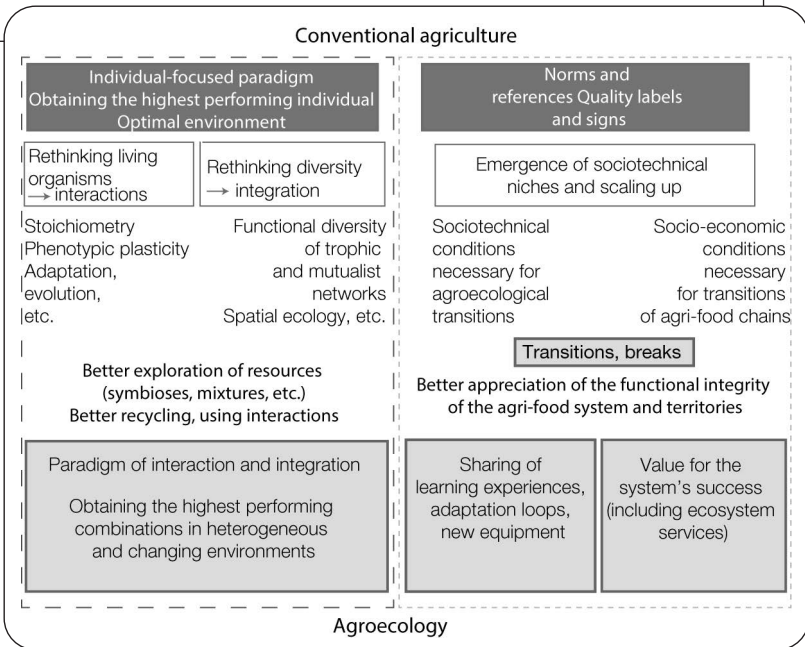 Conventional agriculture
Individual-focused paradigm
Obtaining the highest performing individual
Optimal environment
Norms and
references Quality labels
and signs
Rethinking living
organisms
→ interactions
Rethinking diversity
→ integration
Emergence of sociotechnical
niches and scaling up
Stoichiometry
Phenotypic plasticity
Adaptation,
evolution,
etc.
Functional diversity
of trophic
and mutualist
networks
Spatial ecology, etc.
Sociotechnical
conditions
necessary for
agroecological
transitions
Socio-economic
conditions
necessary
for transitions
of agri-food chains
Transitions, breaks
Better exploration of resources
(symbioses, mixtures, etc.)
Better recycling, using interactions
Better appreciation of the functional integrity
of the agri-food system and territories
Paradigm of interaction and integration
Obtaining the highest performing
combinations in heterogeneous
and changing environments
Sharing of
learning experiences,
adaptation loops,
new equipment
Value for the
system's success
(including ecosystem
services)
Agroecology